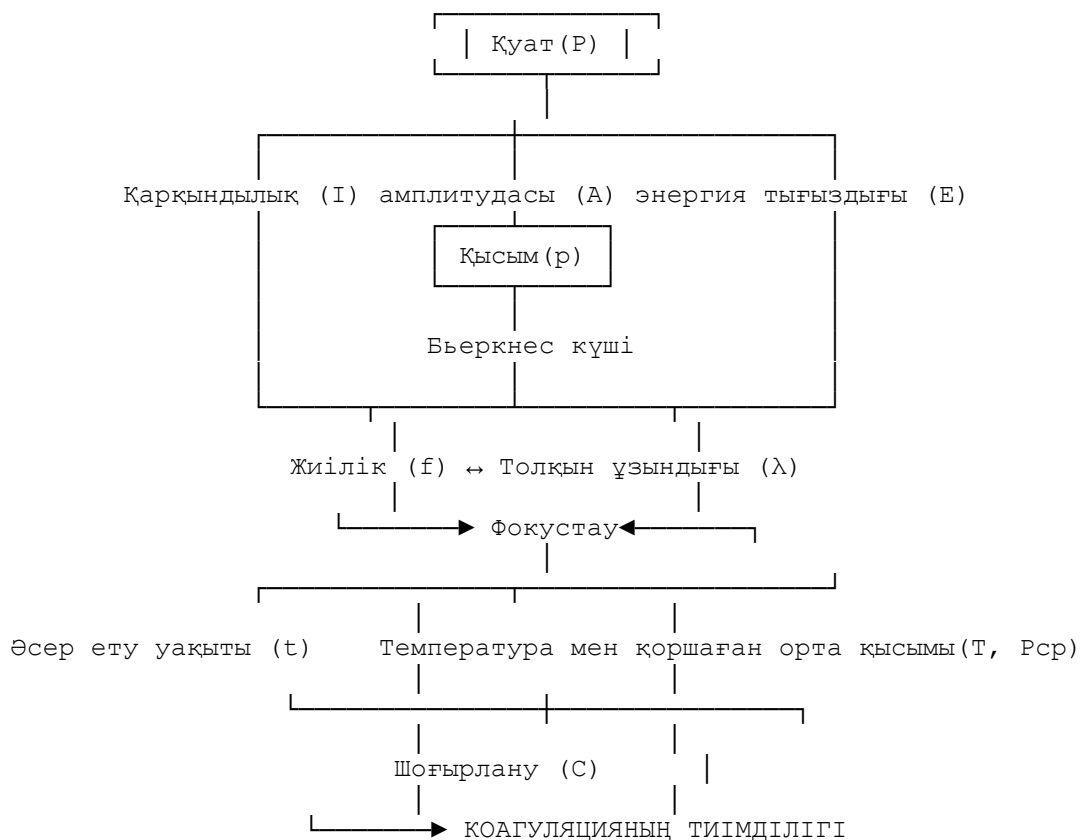 Қуат(P)
Қарқындылық (I) амплитудасы (A) энергия тығыздығы (E)
Қысым(p)
Бьеркнес күші
Жиілік (f) ↔ Толқын ұзындығы (λ)
Фокустау
Әсер ету уақыты (t) Температура мен қоршаған орта қысымы(T, Pср)
Шоғырлану (C)
КОАГУЛЯЦИЯНЫҢ ТИІМДІЛІГІ